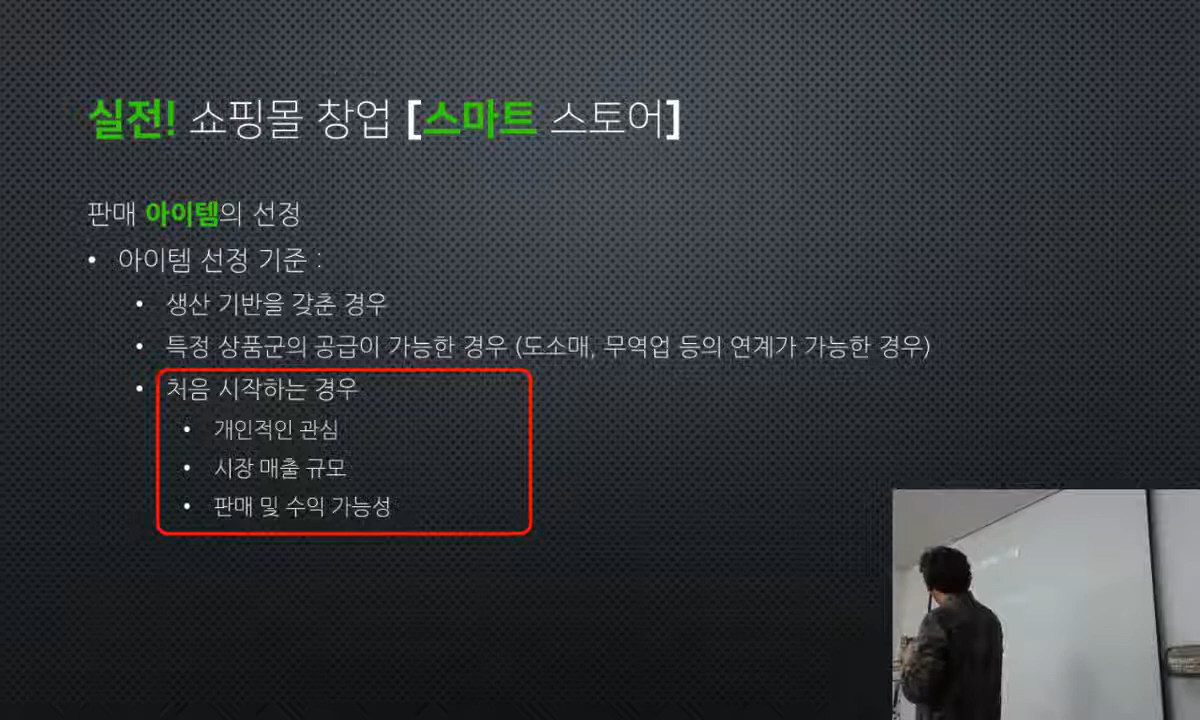 실전! 쇼핑몰 창업 [스마트 스토어]
판매 아이템의 선정
• 아이템 선정 기준 :
• 생산 기반을 갖춘 경우
• 특정 상품군의 공급이 가능한 경우 (도소매, 무역업 등의 연계가 가능한 경우)
• 처음 시작하는 경우
• 개인적인 관심
• 시장 매출 규모
• 판매 및 수익 가능성